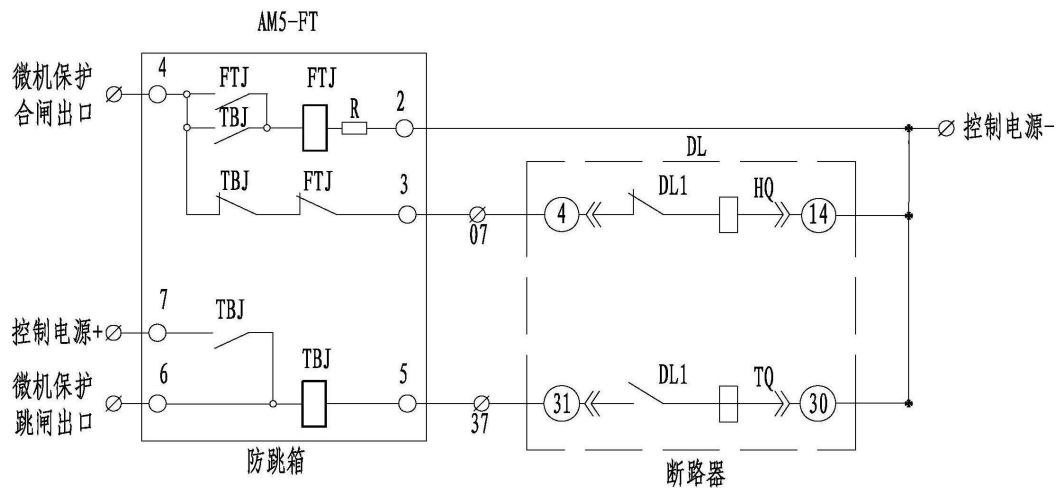 AM5-FT
微机保护
合闸出口
4
FTJ
FTJ
TBJ
R
2
控制电源-
TBJ
FTJ
3
07
DL
4
DL1
HQ
14
控制电源+
7
TBJ
微机保护
跳闸出口
6
TBJ
5
37
31
DL1
TQ
30
防跳箱
断路器